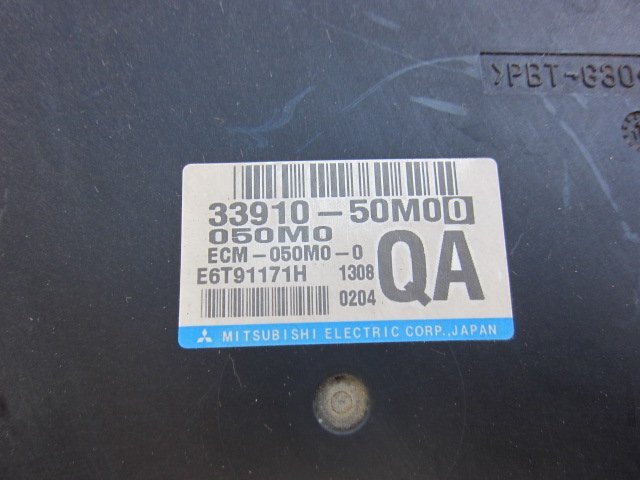 >PBT-G30
33910-50M00
050M0
ECM-050M0-0
E6T91171H 1308
0204
QA
MITSUBISHI ELECTRIC CORP., JAPAN